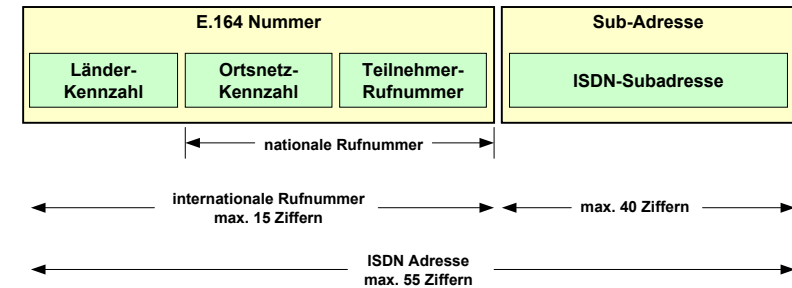 E.164 Nummer
Sub-Adresse
Länder-
Kennzahl
Ortsnetz-
Kennzahl
Teilnehmer-
Rufnummer
ISDN-Subadresse
nationale Rufnummer
internationale Rufnummer
max. 15 Ziffern
max. 40 Ziffern
ISDN Adresse
max. 55 Ziffern